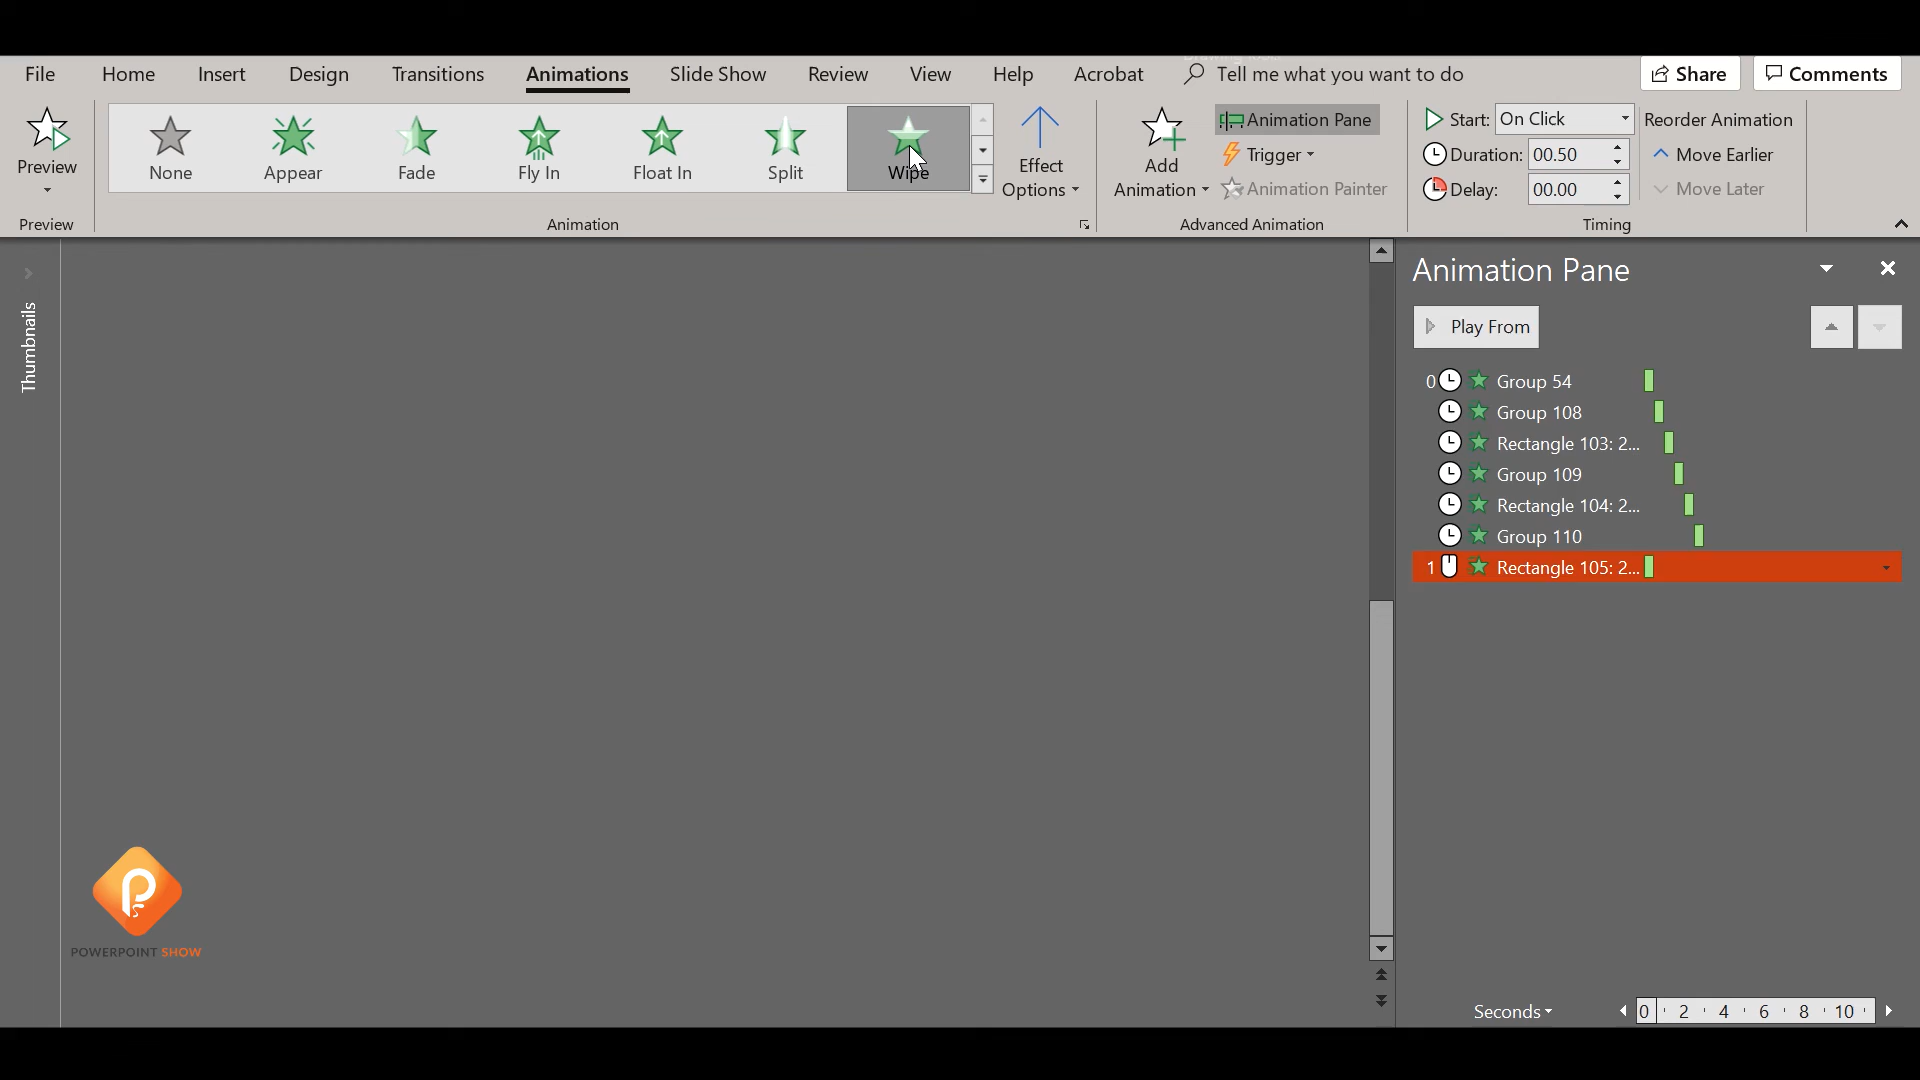 File Home Insert Design Transitions Animations Slide Show Review View Help Acrobat Tell me what you want to do Share Comments
Preview None Appear Fade Fly In Float In Split Wipe Effect Options Add Animation
Animation Pane
Trigger
Animation Painter
Start: On Click
Duration: 00.50
Delay: 00.00
Reorder Animation
Move Earlier
Move Later
Preview Animation Advanced Animation Timing
Thumbnails
Animation Pane
Play From
0 Group 54
Group 108
Rectangle 103: 2...
Group 109
Rectangle 104: 2...
Group 110
1 Rectangle 105: 2...
POWERPOINT SHOW
Seconds 0 2 4 6 8 10